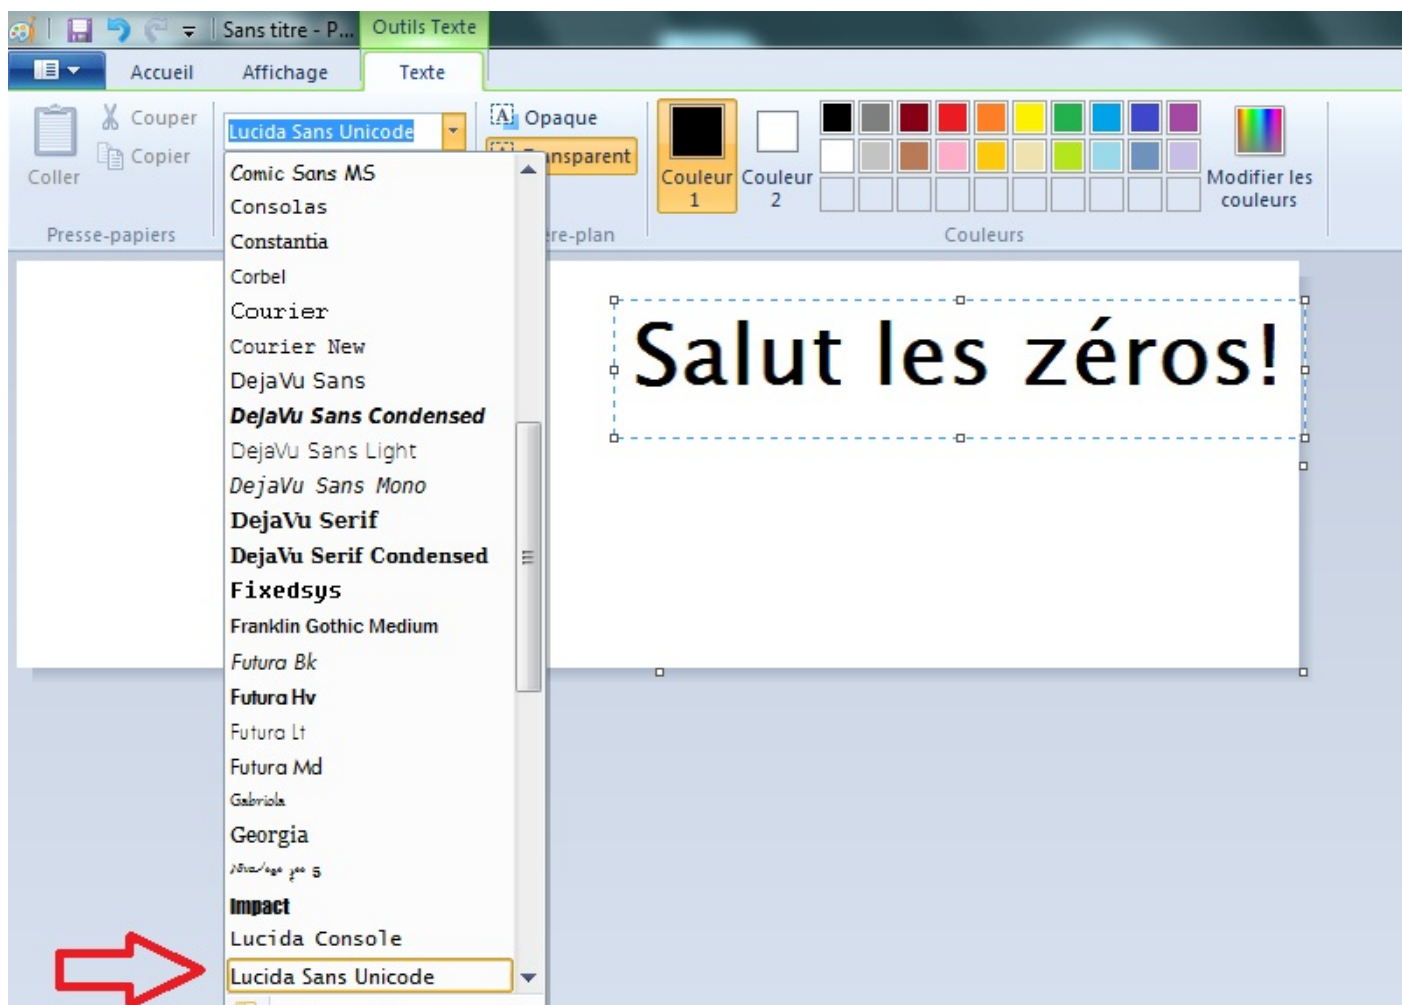 Sans titre - P... Outils Texte
Accueil Affichage Texte
Couper
Copier
Coller
Presse-papiers
Lucida Sans Unicode
Opaque
Couleur 1
Couleur 2
Modifier les couleurs
Couleurs
Comic Sans MS
Consolas
Constantia
Corbel
Courier
Courier New
DejaVu Sans
DejaVu Sans Condensed
DejaVu Sans Light
DejaVu Sans Mono
DejaVu Serif
DejaVu Serif Condensed
Fixedsys
Franklin Gothic Medium
Futura Bk
Futura Hv
Futura Lt
Futura Md
Gabriola
Georgia
Impact
Lucida Console
Lucida Sans Unicode
Salut les zéros!